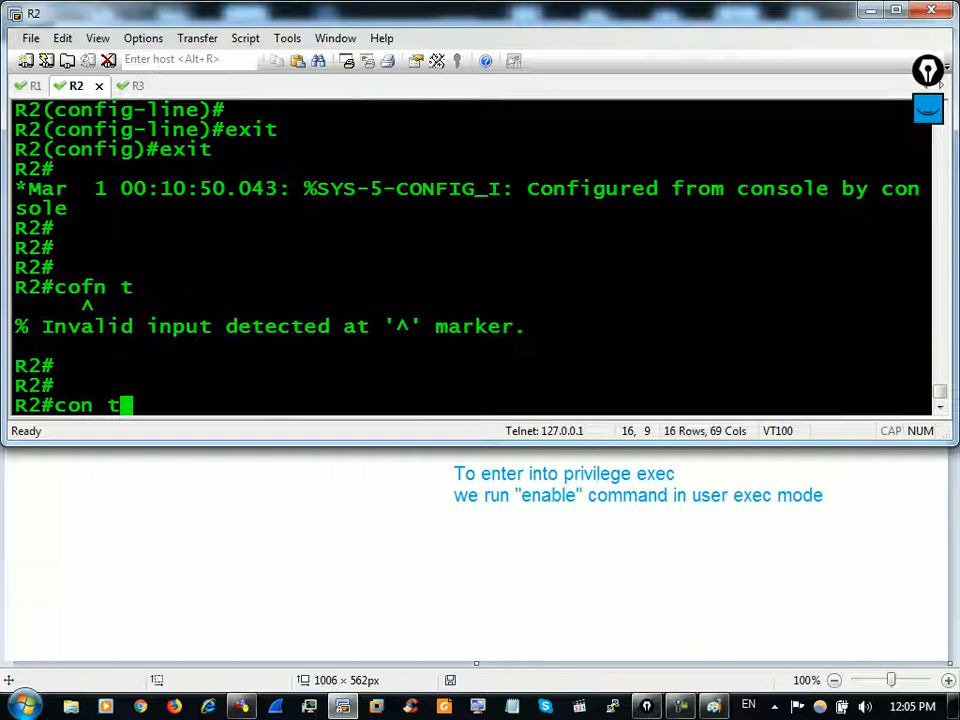 R2
File Edit View Options Transfer Script Tools Window Help
Enter host <Alt+R>
R1 R2 R3
R2(config-line)#
R2(config-line)#exit
R2(config)#exit
R2#
*Mar  1 00:10:50.043: %SYS-5-CONFIG_I: Configured from console by con
sole
R2#
R2#
R2#
R2#cofn t
^
% Invalid input detected at '^' marker.
R2#
R2#
R2#con t
Ready Telnet: 127.0.0.1 16, 9 16 Rows, 69 Cols VT100 CAP NUM
To enter into privilege exec
we run "enable" command in user exec mode
1006 × 562px 100%
EN 12:05 PM